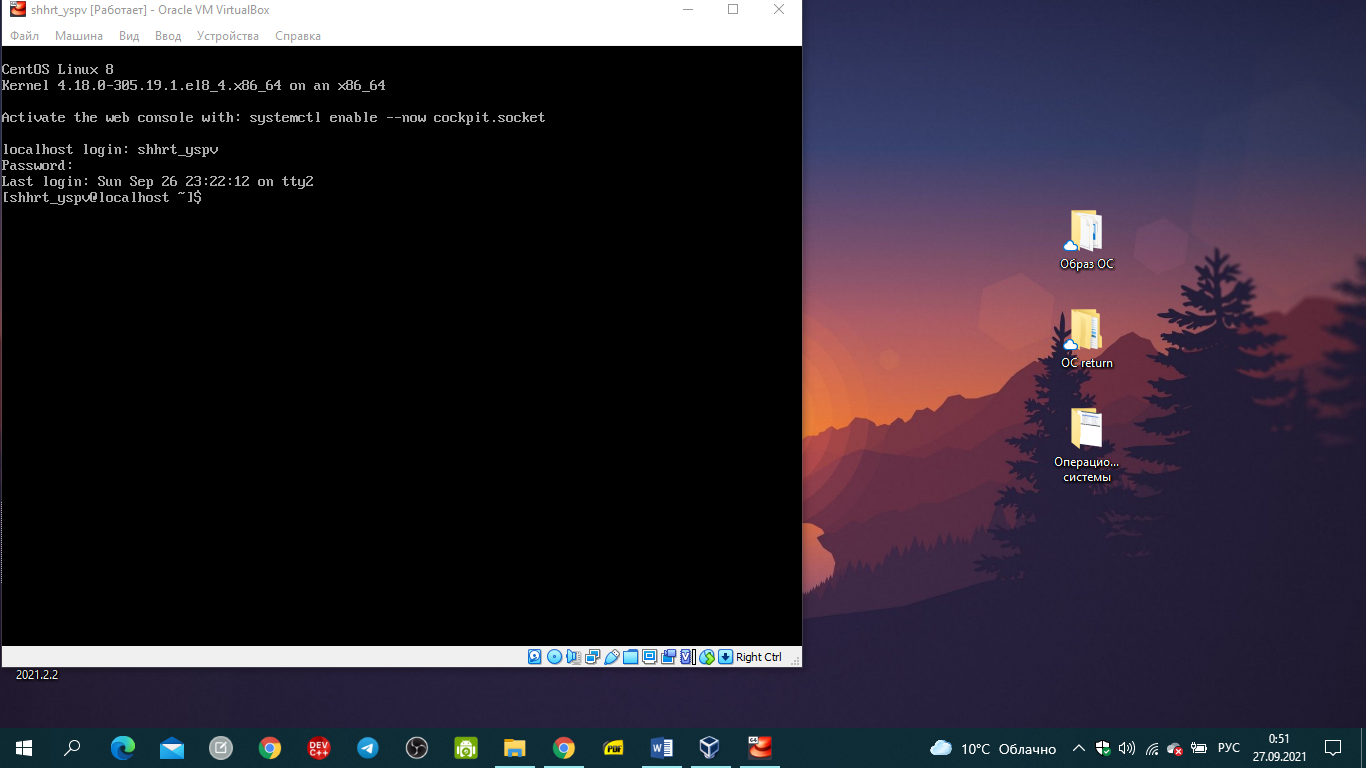 shhrt_yspv [Работает] - Oracle VM VirtualBox
Файл Машина Вид Ввод Устройства Справка
CentOS Linux 8
Kernel 4.18.0-305.19.1.el8_4.x86_64 on an x86_64
Activate the web console with: systemctl enable --now cockpit.socket
localhost login: shhrt_yspv
Password:
Last login: Sun Sep 26 23:22:12 on tty2
[shhrt_yspv@localhost ~]$
Right Ctrl
2021.2.2
Образ ОС
ОС return
Операцио...
системы
DEV
C++
PDF
64
10°C Облачно
РУС
0:51
27.09.2021